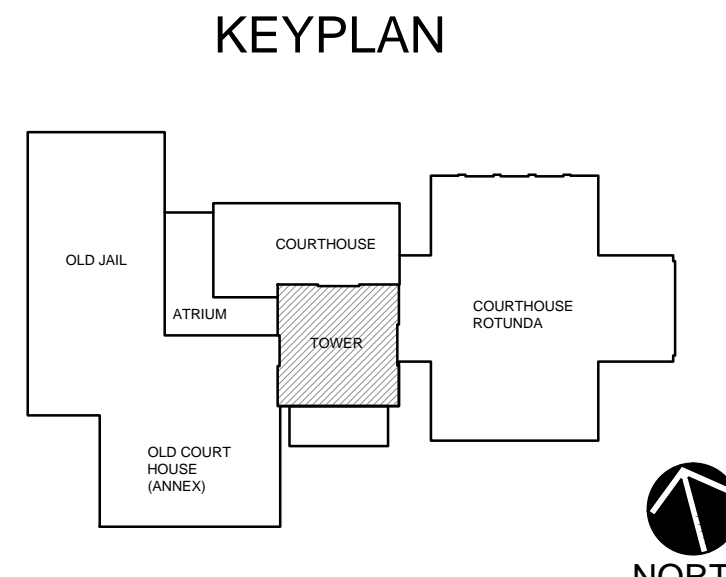 KEYPLAN
COURTHOUSE
OLD JAIL
COURTHOUSE
ROTUNDA
ATRIUM
TOWER
OLD COURT
HOUSE
(ANNEX)